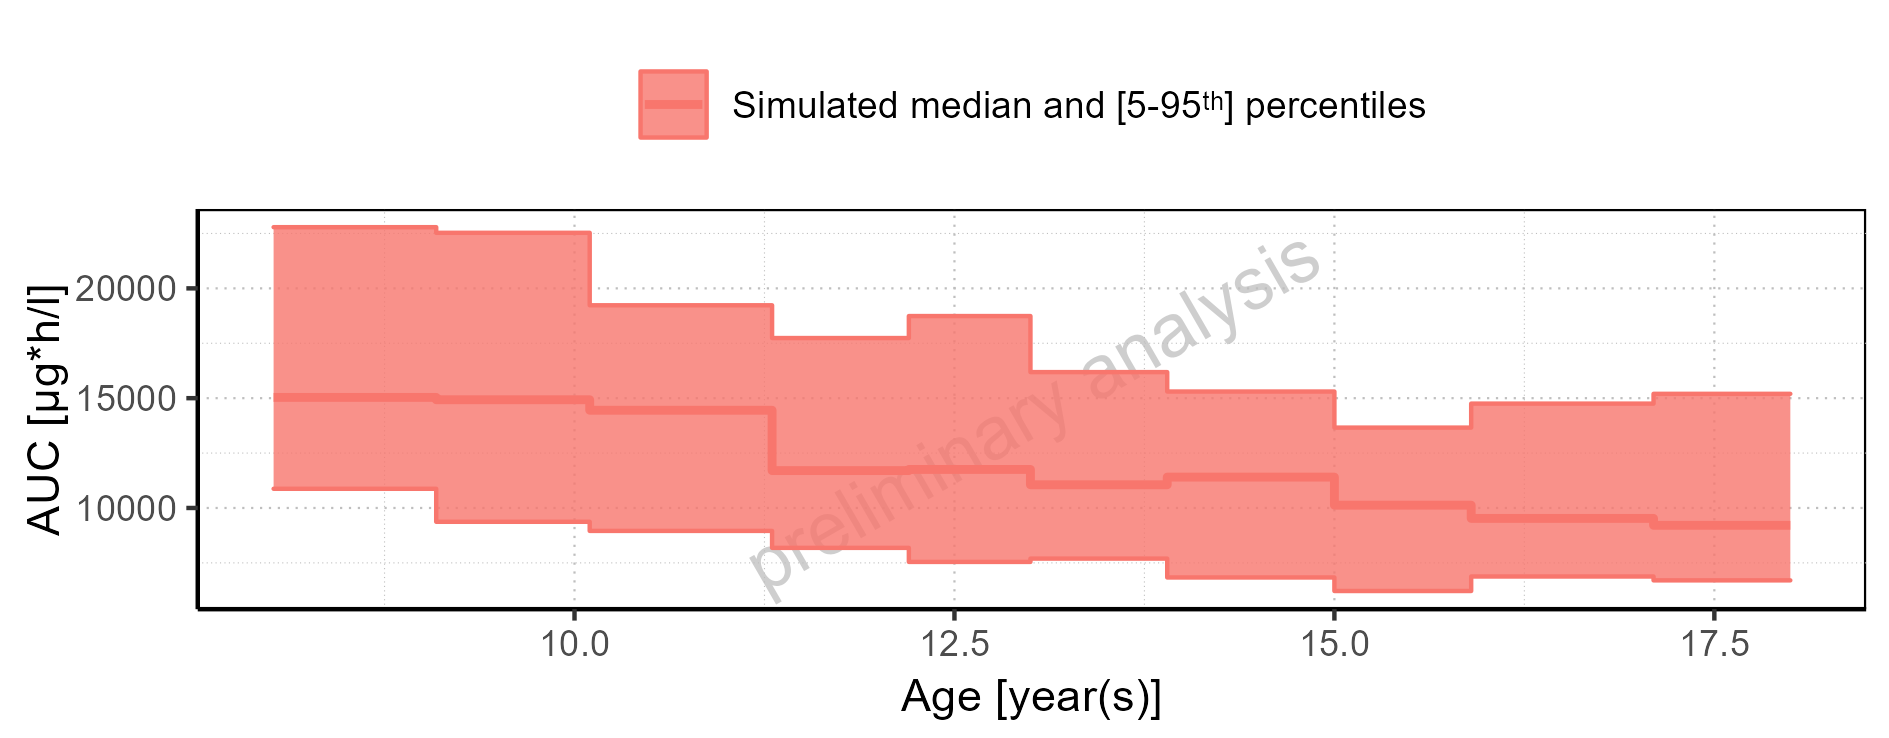 Simulated median and [5-95th] percentiles
AUC [µg*h/l]
20000
15000
10000
preliminary analysis
10.0
12.5
15.0
17.5
Age [year(s)]